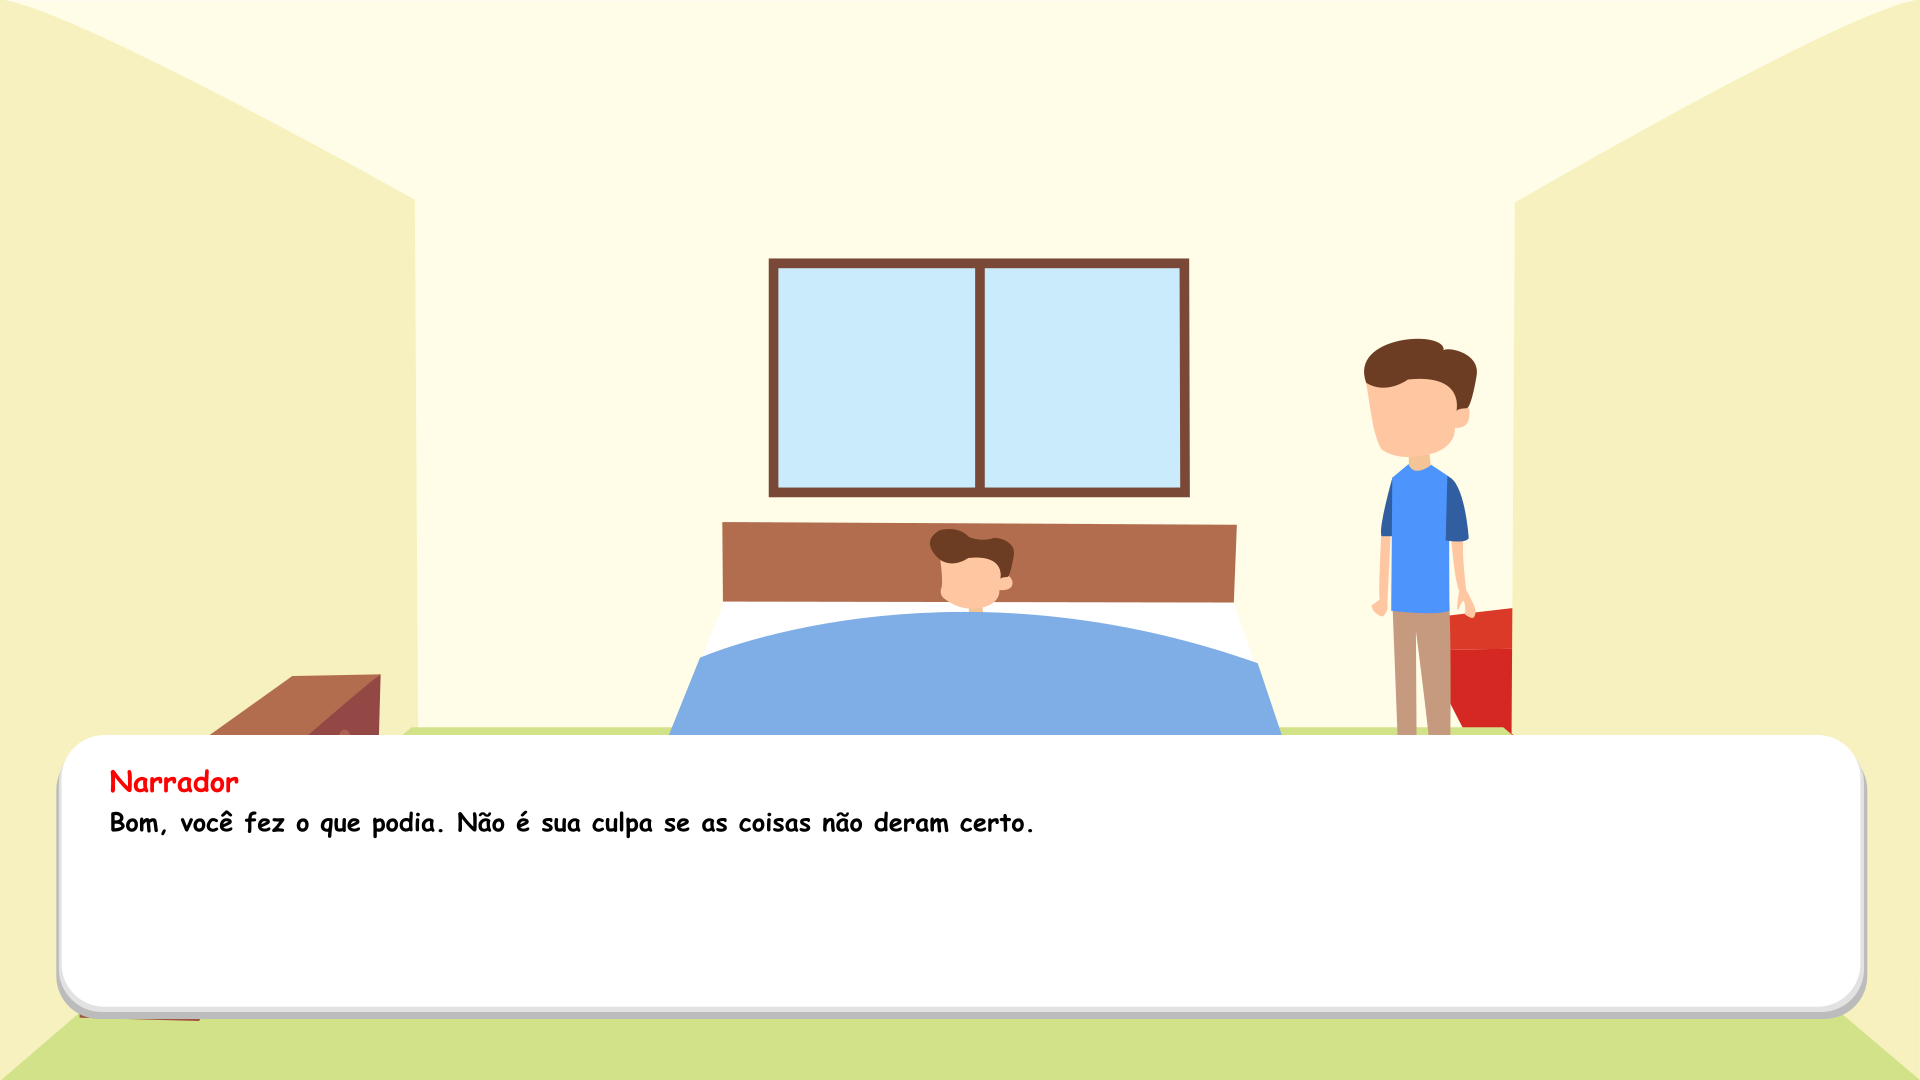 Narrador
Bom, você fez o que podia. Não é sua culpa se as coisas não deram certo.